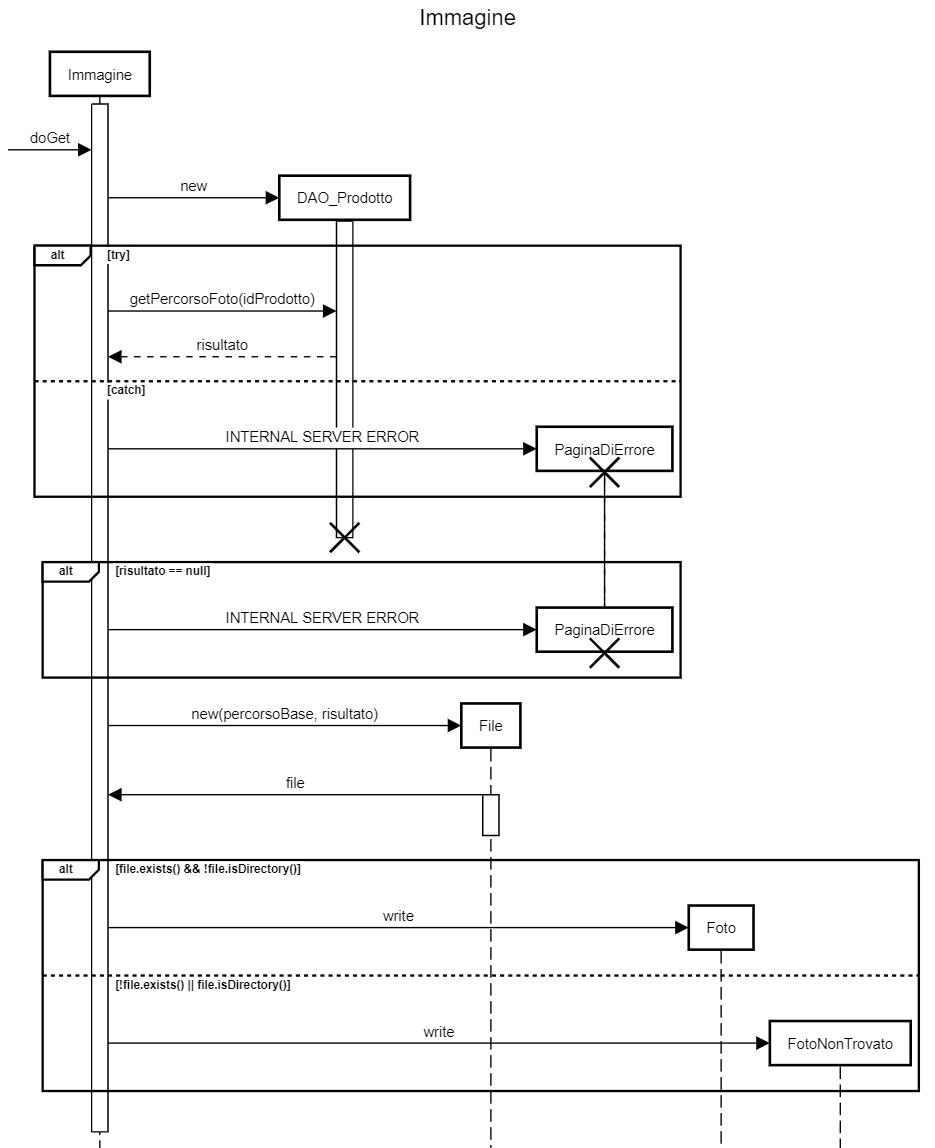 Immagine
Immagine
doGet
new
DAO_Prodotto
alt
[try]
getPercorsoFoto(idProdotto)
risultato
[catch]
INTERNAL SERVER ERROR
PaginaDiErrore
alt
[risultato == null]
INTERNAL SERVER ERROR
PaginaDiErrore
new(percorsoBase, risultato)
File
file
alt
[file.exists() && !file.isDirectory()]
write
Foto
[!file.exists() || file.isDirectory()]
write
FotoNonTrovato